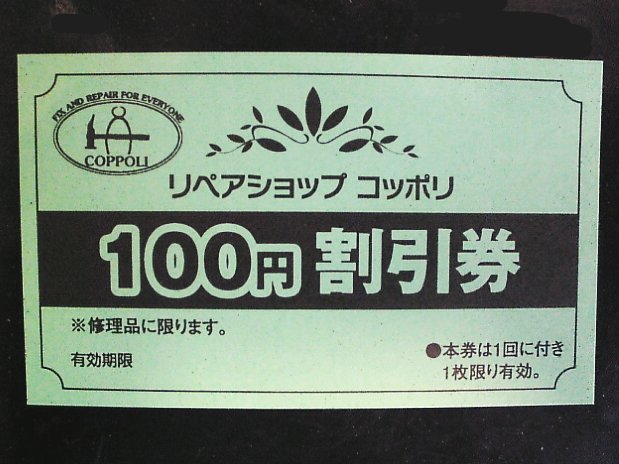 FIX AND REPAIR FOR EVERYONE
COPPOLI
リペアショップ コッポリ
100円 割引券
※修理品に限ります。
有効期限
●本券は1回に付き
1枚限り有効。